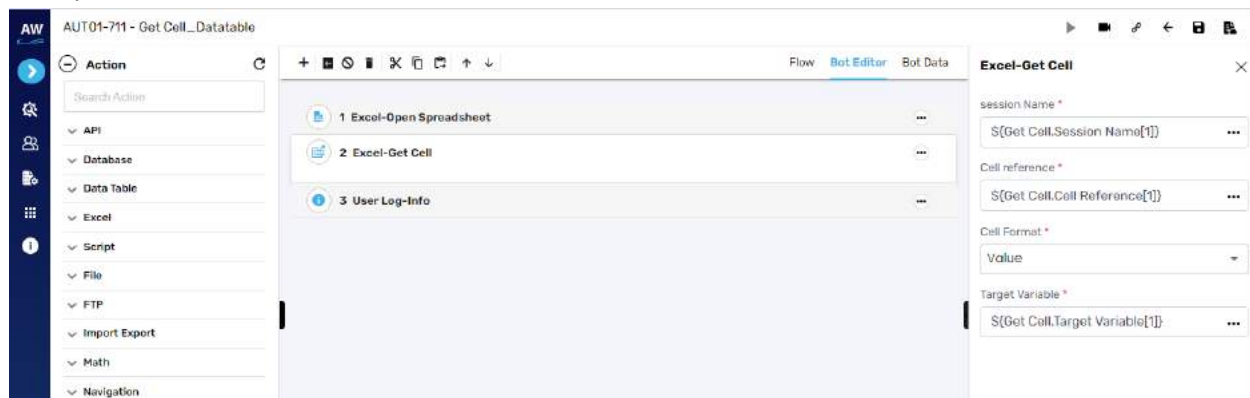 AW
AUT01-711 - Get Cell_Datatable
Action
Search Action
API
Database
Data Table
Excel
Script
File
FTP
Import Export
Math
Navigation
Flow
Bot Editor
Bot Data
1 Excel-Open Spreadsheet
2 Excel-Get Cell
3 User Log-Info
Excel-Get Cell
session Name *
${Get Cell.Session Name[1]}
Cell reference *
${Get Cell.Cell Reference[1]}
Cell Format *
Value
Target Variable *
${Get Cell.Target Variable[1]}